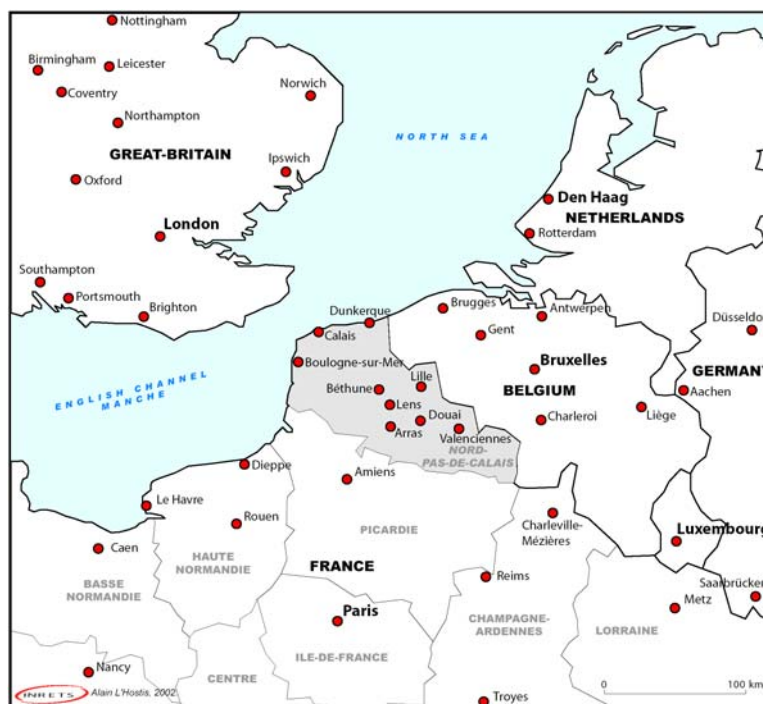 Nottingham
Birmingham
Leicester
Coventry
Norwich
Northampton
NORTH SEA
GREAT-BRITAIN
Ipswich
Oxford
Den Haag
NETHERLANDS
London
Rotterdam
Southampton
Portsmouth
Brighton
Dunkerque
Brugges
Antwerpen
Calais
Gent
Düsseldo
Boulogne-sur-Mer
Bruxelles
GERMANY
ENGLISH CHANNEL
MANCHE
Béthune
Lille
BELGIUM
Aachen
Lens
Douai
Charleroi
Liège
Arras
Valenciennes
NORD-
PAS-DE-CALAIS
Dieppe
Amiens
Le Havre
Rouen
PICARDIE
Charleville-
Mézières
Luxembourg
Caen
HAUTE
NORMANDIE
FRANCE
BASSE
NORMANDIE
Reims
Saarbrücken
Paris
CHAMPAGNE-
ARDENNES
Metz
LORRAINE
ILE-DE-FRANCE
Nancy
CENTRE
INRETS
Alain L'Hostis, 2002
Troyes
0 100 km